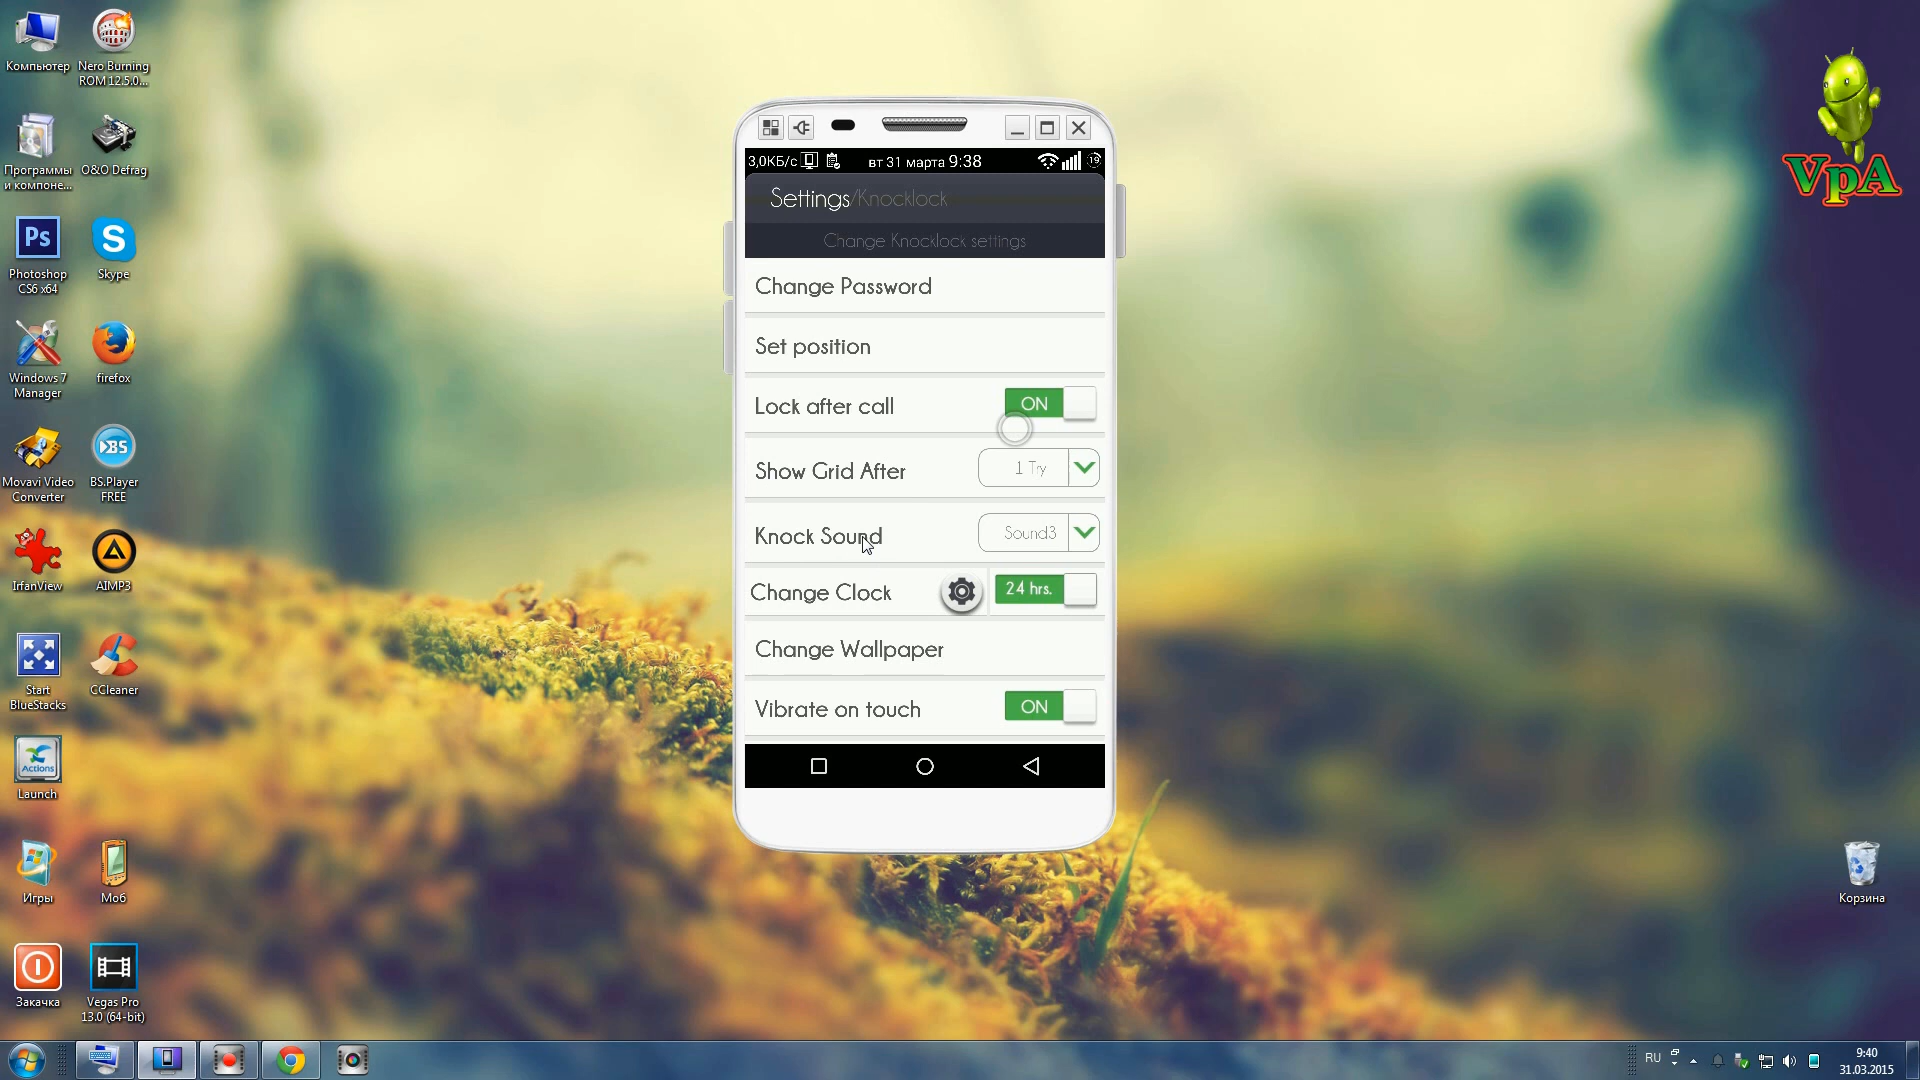 Компьютер
Nero Burning
ROM 12.5.0...
Программы
и компоне...
O&O Defrag
Ps
Photoshop
CS6 x64
S
Skype
Windows 7
Manager
firefox
Movavi Video
Converter
BS
BS.Player
FREE
IrfanView
AIMP3
Start
BlueStacks
CCleaner
Actions
Launch
Игры
Моб
Закачка
Vegas Pro
13.0 (64-bit)
3,0КБ/с
вт 31 марта 9:38
19
Settings/Knocklock
Change Knocklock settings
Change Password
Set position
Lock after call
ON
Show Grid After
1 Try
Knock Sound
Sound3
Change Clock
24 hrs.
Change Wallpaper
Vibrate on touch
ON
VpA
Корзина
RU
9:40
31.03.2015